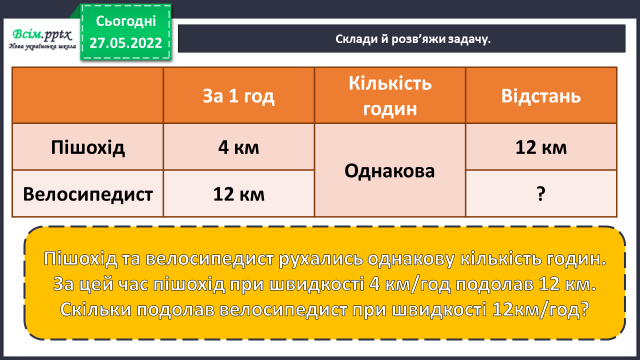 Всім.pptx
Нова українська школа
Сьогодні
27.05.2022
Склади й розв’яжи задачу.
За 1 год
Кількість годин
Відстань
Пішохід
4 км
Однакова
12 км
Велосипедист
12 км
?
Пішохід та велосипедист рухались однакову кількість годин.
За цей час пішохід при швидкості 4 км/год подолав 12 км.
Скільки подолав велосипедист при швидкості 12км/год?